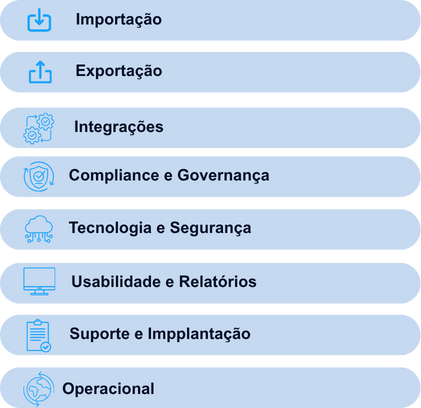 Importação
Exportação
Integrações
Compliance e Governança
Tecnologia e Segurança
Usabilidade e Relatórios
Suporte e Impplantação
Operacional